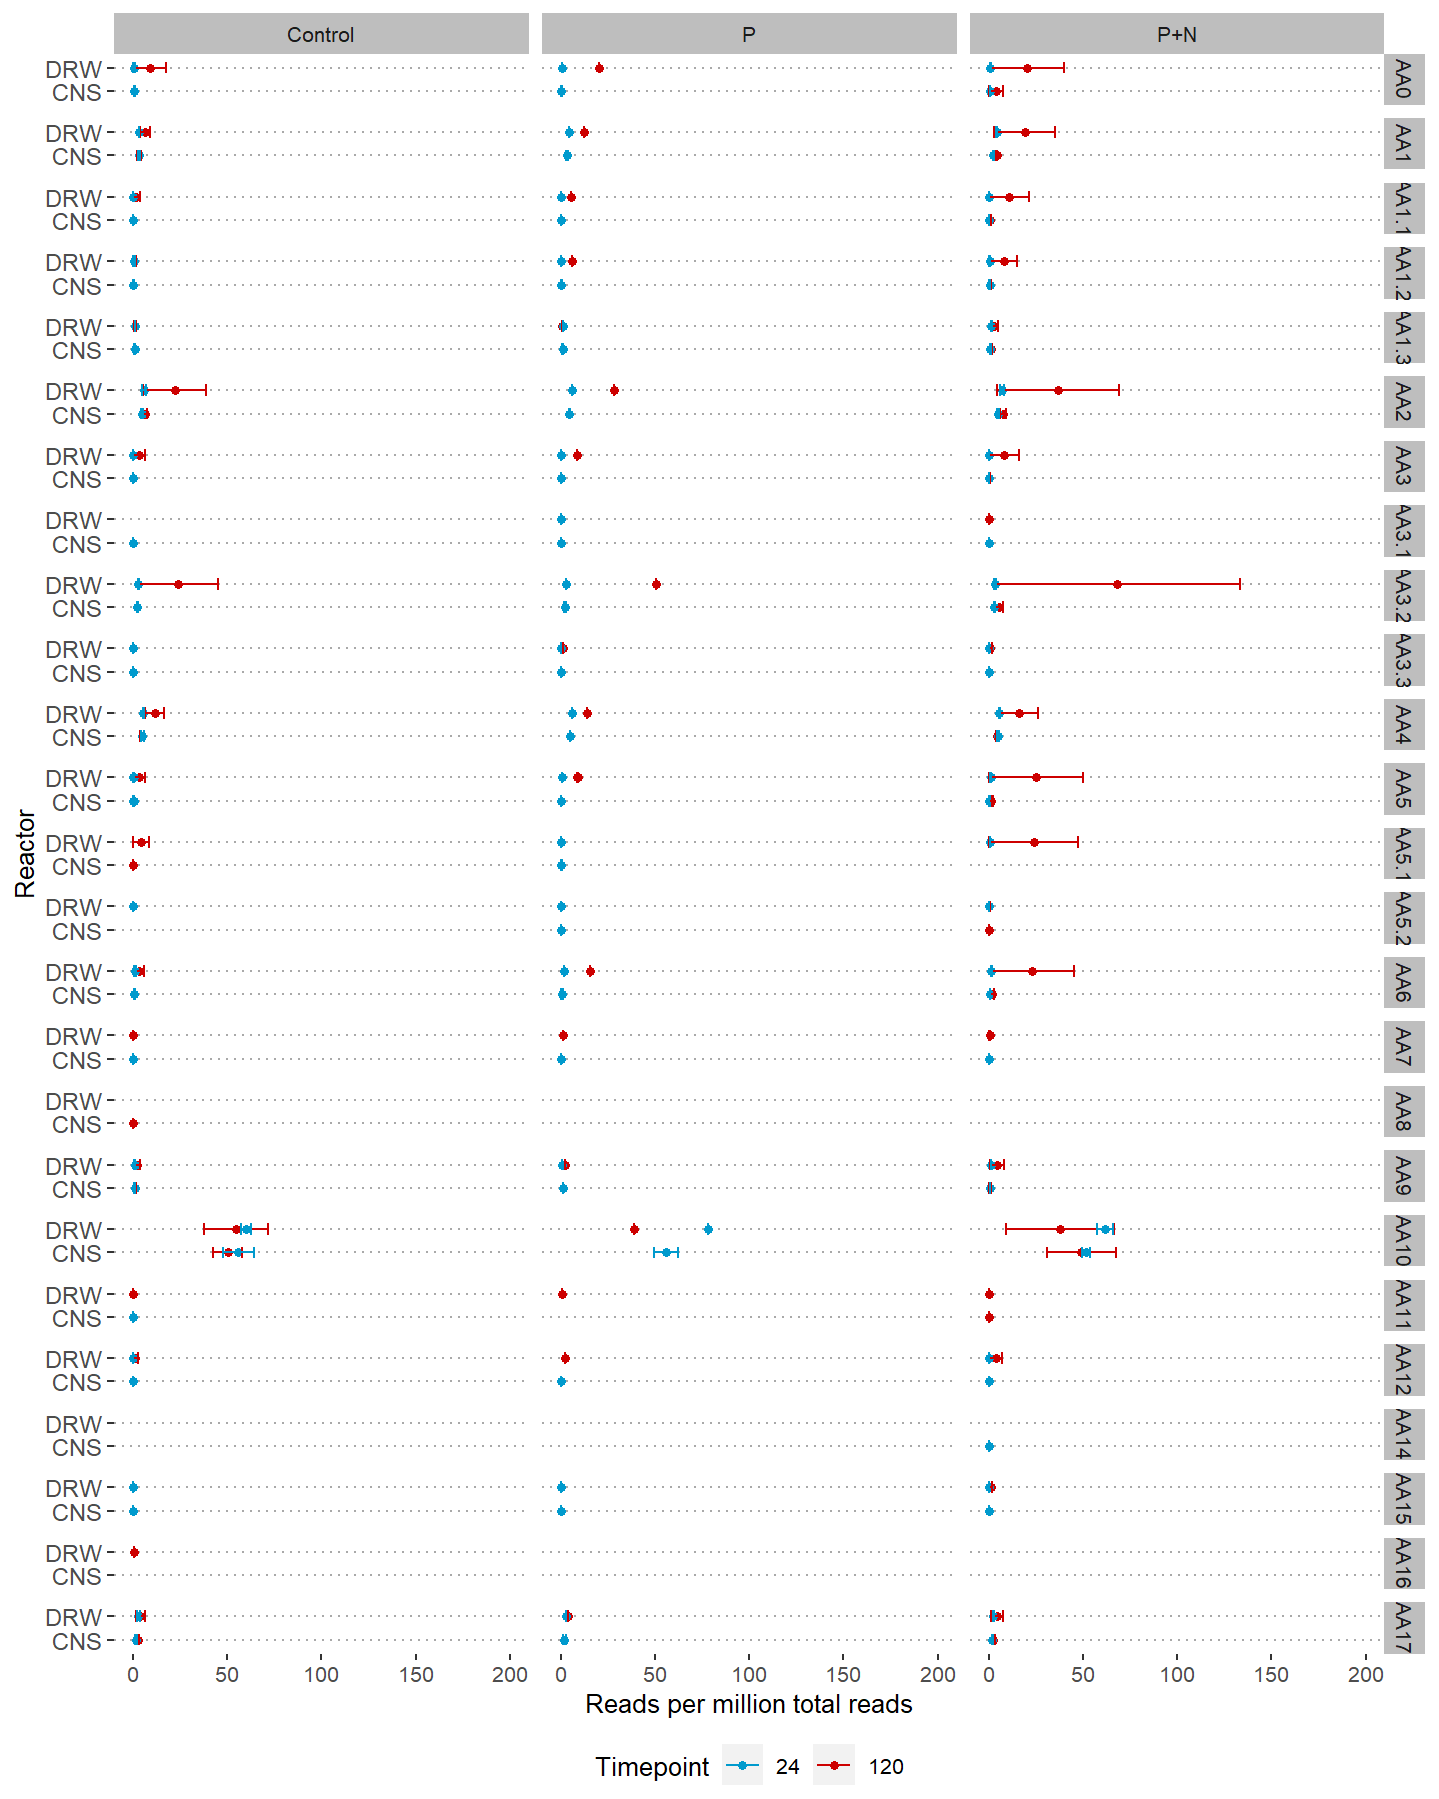 Control P P+N
DRW
CNS
AA0
DRW
CNS
AA1
DRW
CNS
AA1.1
DRW
CNS
AA1.2
DRW
CNS
AA1.3
DRW
CNS
AA2
DRW
CNS
AA3
DRW
CNS
AA3.1
DRW
CNS
AA3.2
DRW
CNS
AA3.3
DRW
CNS
AA4
DRW
CNS
AA5
DRW
CNS
AA5.1
DRW
CNS
AA5.2
DRW
CNS
AA6
DRW
CNS
AA7
DRW
CNS
AA8
DRW
CNS
AA9
DRW
CNS
AA10
DRW
CNS
AA11
DRW
CNS
AA12
DRW
CNS
AA14
DRW
CNS
AA15
DRW
CNS
AA16
DRW
CNS
AA17
Reactor
0 50 100 150 200 0 50 100 150 200 0 50 100 150 200
Reads per million total reads
Timepoint 24 120